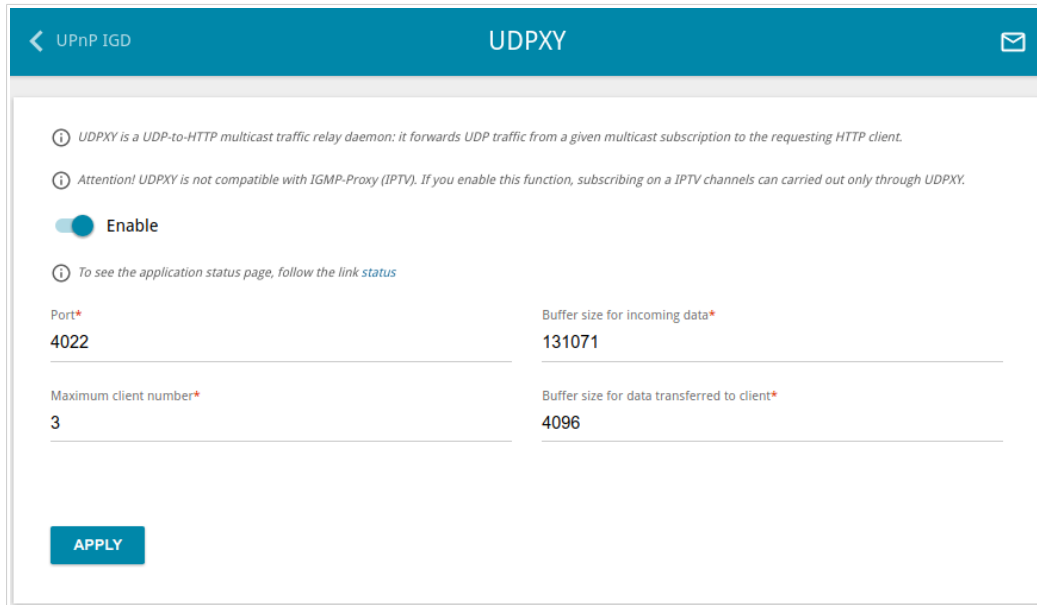 UPnP IGD
UDPXY
UDPXY is a UDP-to-HTTP multicast traffic relay daemon: it forwards UDP traffic from a given multicast subscription to the requesting HTTP client.
Attention! UDPXY is not compatible with IGMP-Proxy (IPTV). If you enable this function, subscribing on a IPTV channels can carried out only through UDPXY.
Enable
To see the application status page, follow the link status
Port*
Buffer size for incoming data*
4022
131071
Maximum client number*
Buffer size for data transferred to client*
3
4096
APPLY